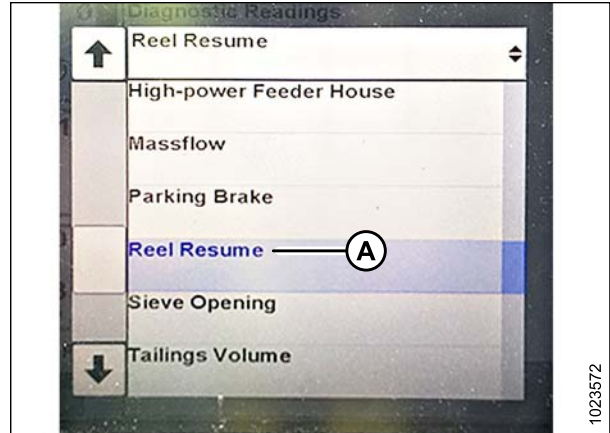 Diagnostic Readings
Reel Resume
High-power Feeder House
Massflow
Parking Brake
Reel Resume
A
Sieve Opening
Tailings Volume
1023572